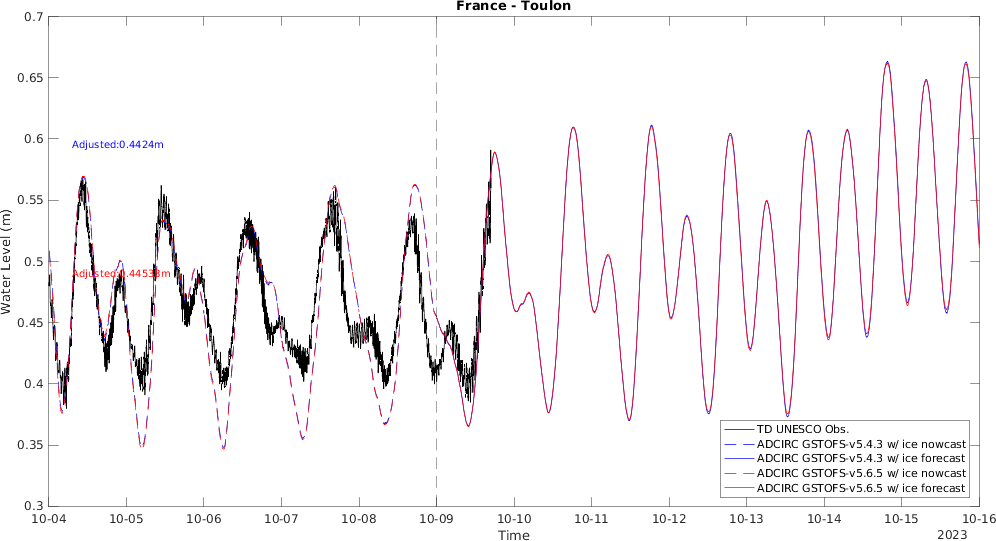 France - Toulon
0.7
0.65
0.6
0.55
0.5
0.45
0.4
0.35
0.3
Water Level (m)
Adjusted:0.4424m
10-04
10-05
10-06
10-07
10-08
10-09
10-10
10-11
10-12
10-13
10-14
10-15
10-16
Time
2023
TD UNESCO Obs.
ADCIRC GSTOFS-v5.4.3 w/ ice nowcast
ADCIRC GSTOFS-v5.4.3 w/ ice forecast
ADCIRC GSTOFS-v5.6.5 w/ ice nowcast
ADCIRC GSTOFS-v5.6.5 w/ ice forecast